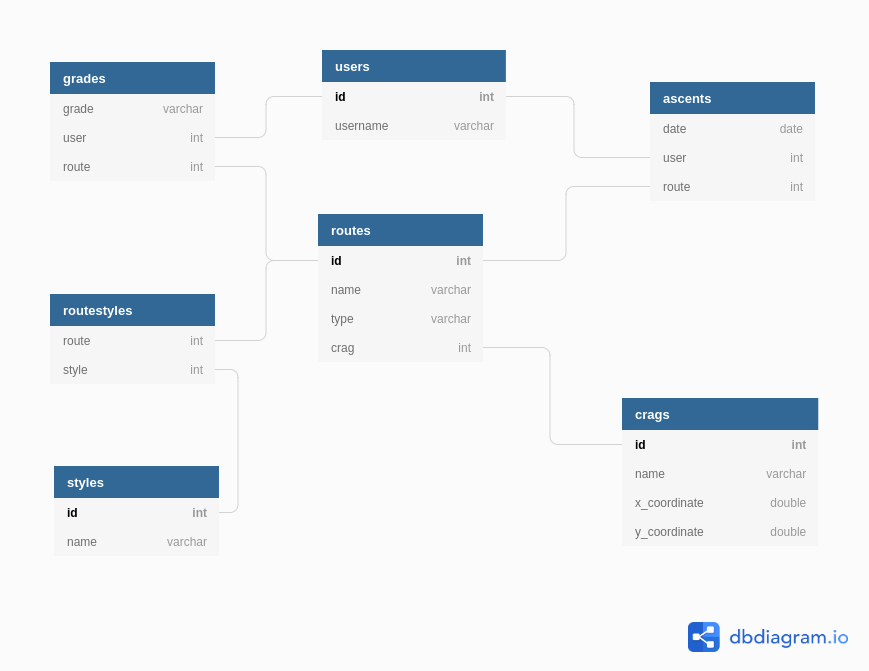 grades
grade varchar
user int
route int
users
id int
username varchar
ascents
date date
user int
route int
routes
id int
name varchar
type varchar
crag int
routestyles
route int
style int
styles
id int
name varchar
crags
id int
name varchar
x_coordinate double
y_coordinate double
dbdiagram.io